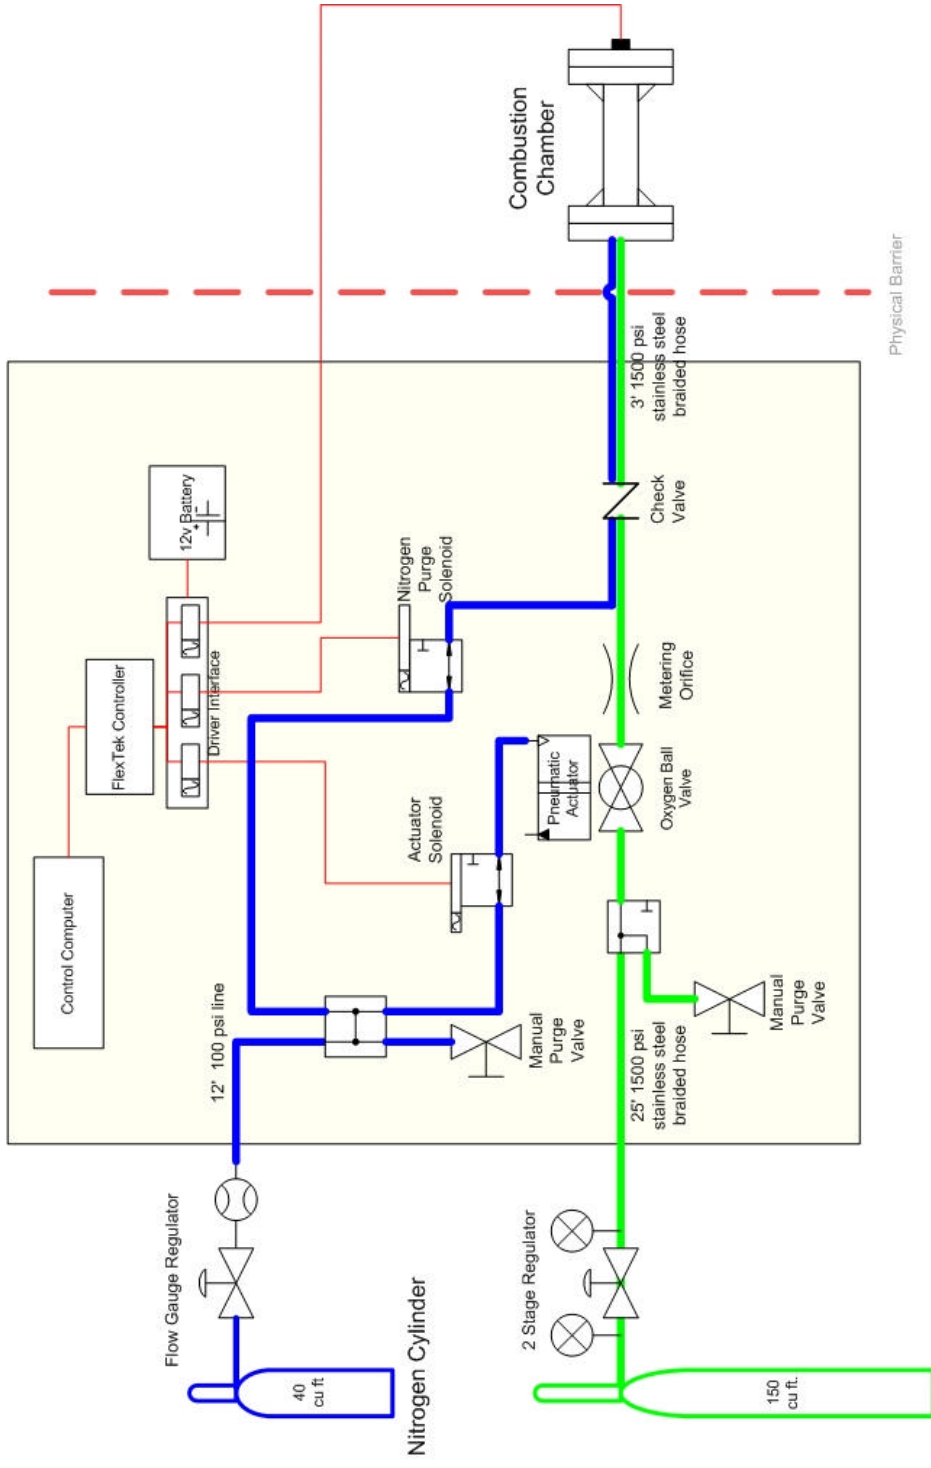 Combustion
Chamber
Physical Barrier
3' 1500 psi
stainless steel
braided hose
12v Battery
+ -
Check
Valve
Nitrogen
Purge
Solenoid
FlexTek Controller
Driver Interface
Metering
Orifice
Control Computer
Actuator
Solenoid
Pneumatic
Actuator
Oxygen Ball
Valve
12' 100 psi line
Manual
Purge
Valve
Manual
Purge
Valve
25' 1500 psi
stainless steel
braided hose
Flow Gauge Regulator
2 Stage Regulator
Nitrogen Cylinder
40
cu ft
150
cu ft.